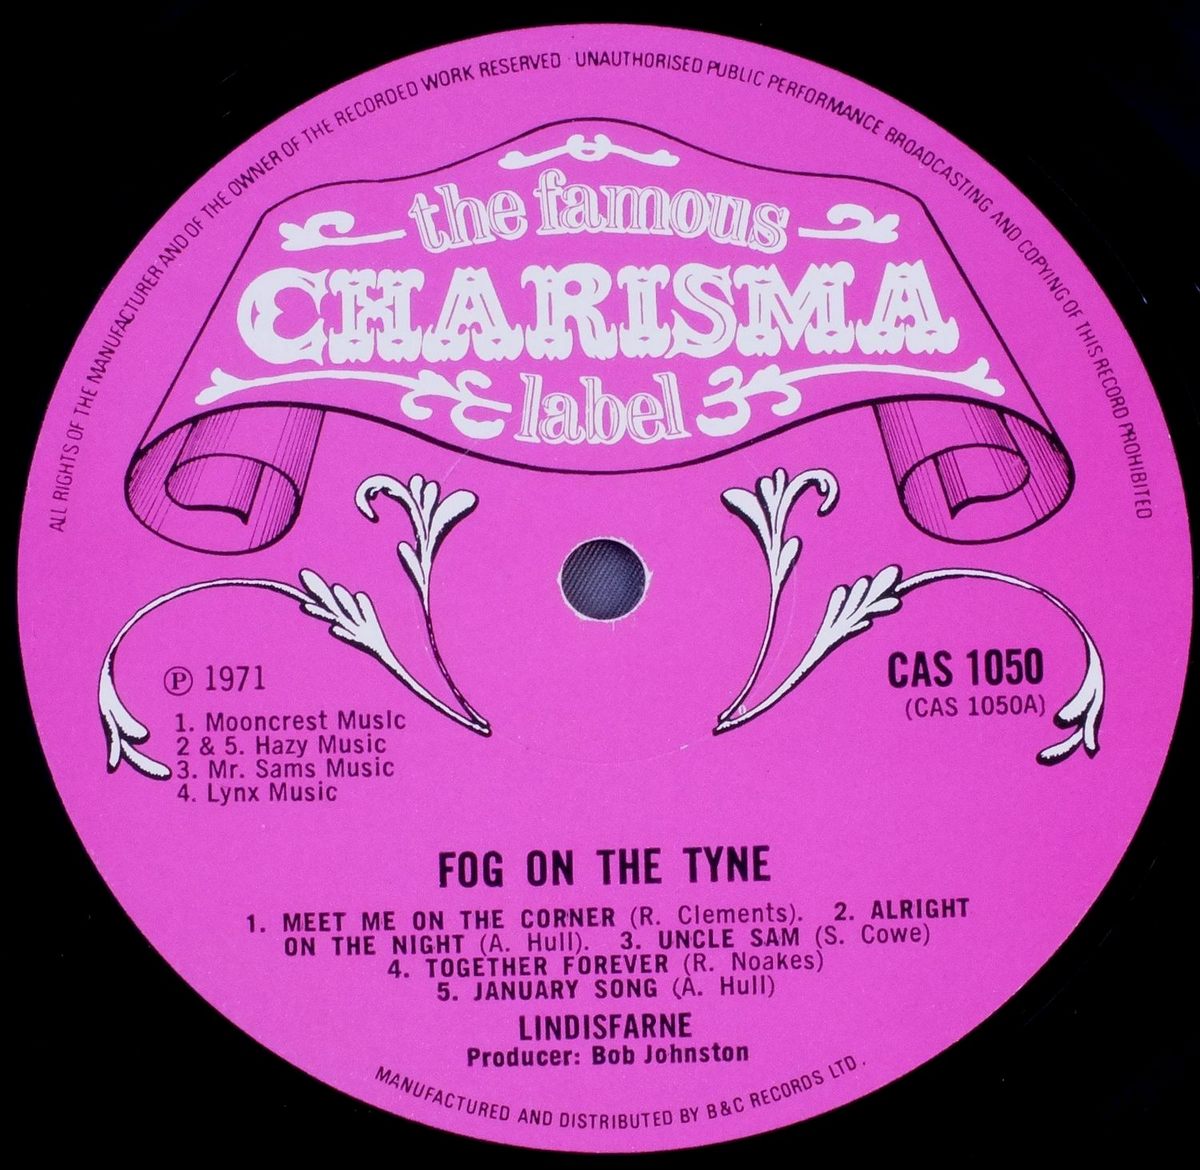 ALL RIGHTS OF THE MANUFACTURER AND OF THE OWNER OF THE RECORDED WORK RESERVED · UNAUTHORISED PUBLIC PERFORMANCE BROADCASTING AND COPYING OF THIS RECORD PROHIBITED
the famous
CHARISMA
label
Ⓟ 1971
1. Mooncrest Music
2 & 5. Hazy Music
3. Mr. Sams Music
4. Lynx Music
CAS 1050
(CAS 1050A)
FOG ON THE TYNE
1. MEET ME ON THE CORNER (R. Clements). 2. ALRIGHT
ON THE NIGHT (A. Hull). 3. UNCLE SAM (S. Cowe)
4. TOGETHER FOREVER (R. Noakes)
5. JANUARY SONG (A. Hull)
LINDISFARNE
Producer: Bob Johnston
MANUFACTURED AND DISTRIBUTED BY B&C RECORDS LTD.